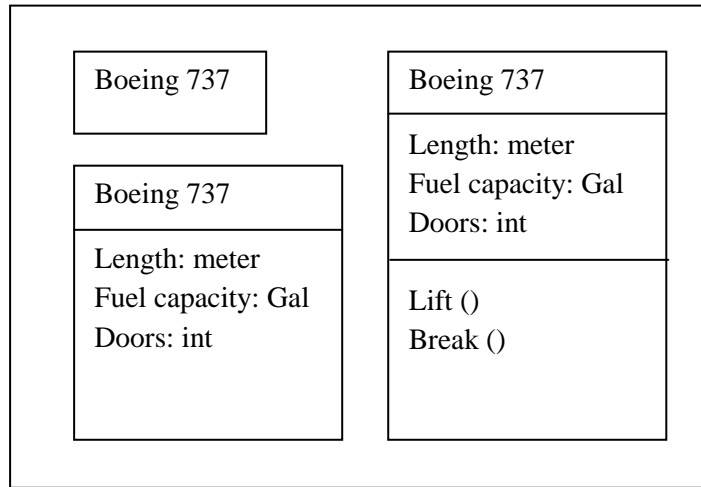 Boeing 737
Boeing 737
Length: meter
Fuel capacity: Gal
Doors: int
Boeing 737
Length: meter
Fuel capacity: Gal
Doors: int
Lift ()
Break ()